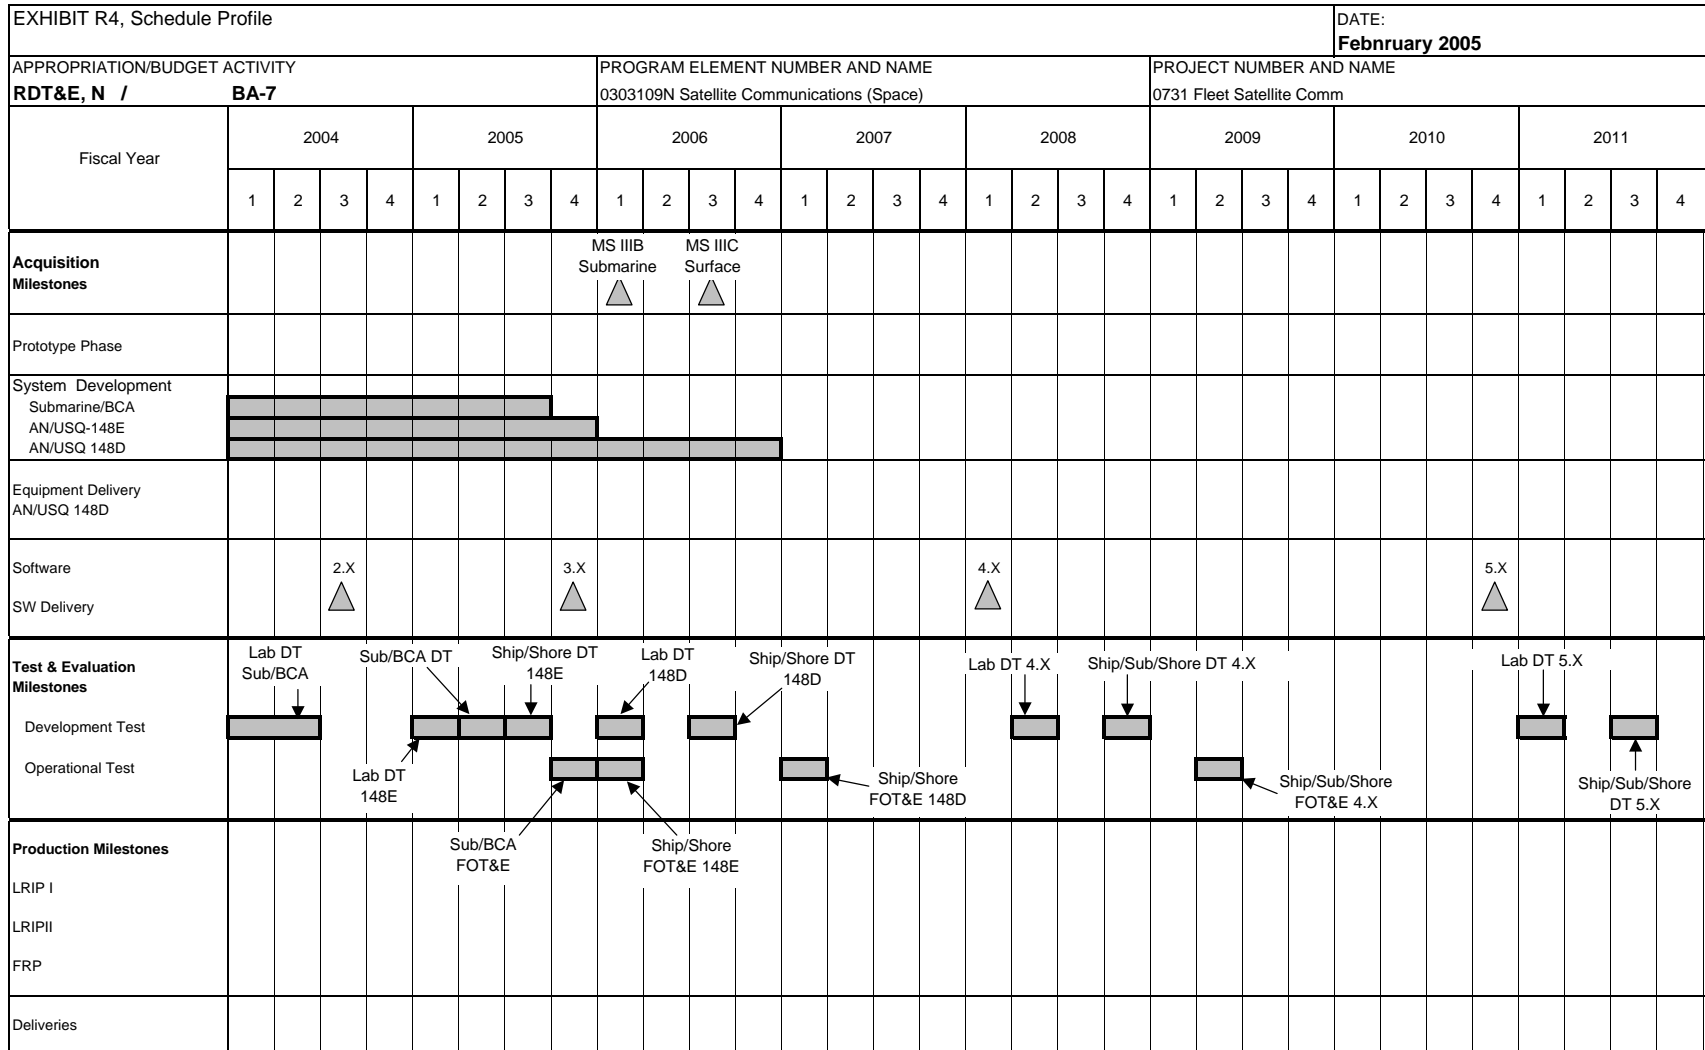 EXHIBIT R4, Schedule Profile
DATE:
Febnruary 2005
APPROPRIATION/BUDGET ACTIVITY
PROGRAM ELEMENT NUMBER AND NAME
PROJECT NUMBER AND NAME
RDT&E, N / BA-7
0303109N Satellite Communications (Space)
0731 Fleet Satellite Comm
Fiscal Year
2004 2005 2006 2007 2008 2009 2010 2011
1 2 3 4 1 2 3 4 1 2 3 4 1 2 3 4 1 2 3 4 1 2 3 4 1 2 3 4 1 2 3 4
Acquisition
Milestones
MS IIIB
Submarine
MS IIIC
Surface
Prototype Phase
System Development
Submarine/BCA
AN/USQ-148E
AN/USQ 148D
Equipment Delivery
AN/USQ 148D
Software
2.X 3.X 4.X 5.X
SW Delivery
Test & Evaluation
Milestones
Lab DT
Sub/BCA
Sub/BCA DT
Ship/Shore DT
148E
Lab DT
148D
Ship/Shore DT
148D
Lab DT 4.X
Ship/Sub/Shore DT 4.X
Lab DT 5.X
Development Test
Operational Test
Lab DT
148E
Ship/Shore
FOT&E 148D
Ship/Sub/Shore
FOT&E 4.X
Ship/Sub/Shore
DT 5.X
Sub/BCA
FOT&E
Ship/Shore
FOT&E 148E
Production Milestones
LRIP I
LRIPII
FRP
Deliveries